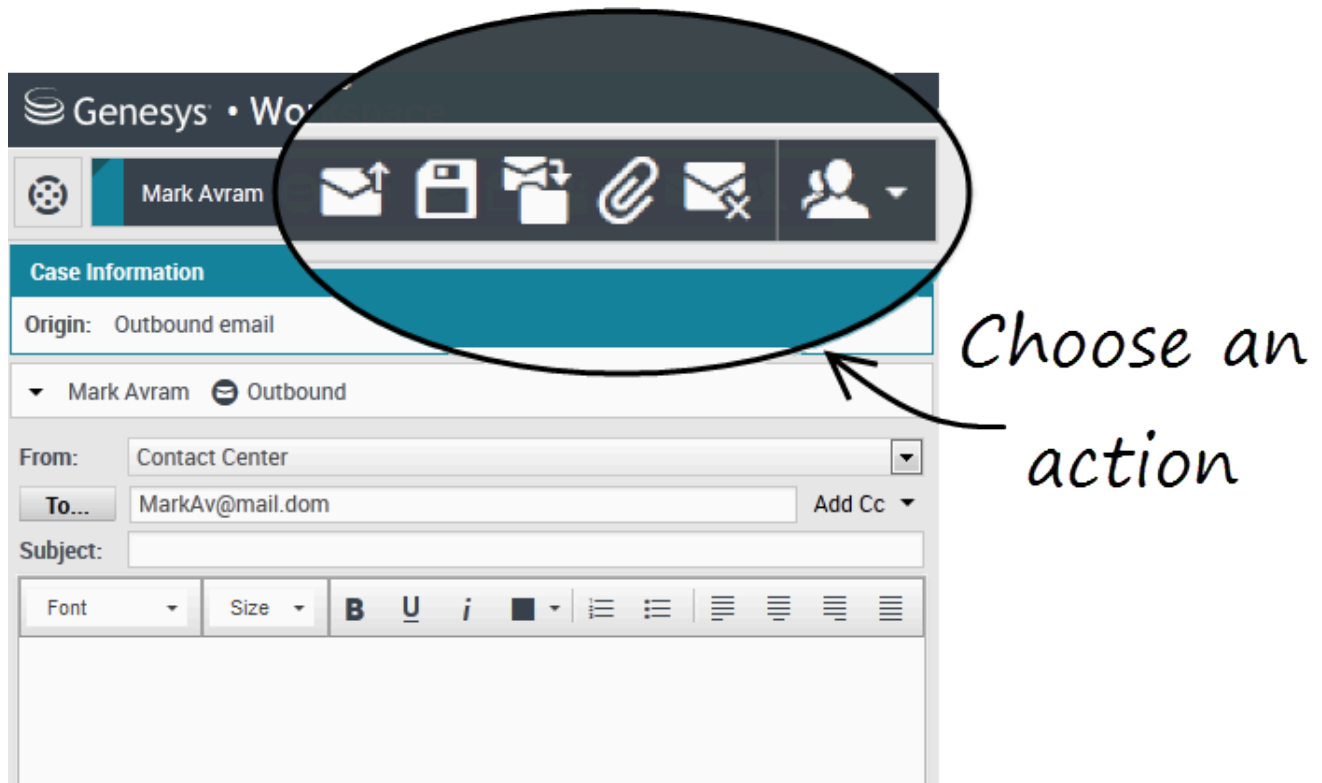 Genesys • Wo
Mark Avram
Case Information
Origin: Outbound email
Mark Avram Outbound
Choose an
action
From: Contact Center
To... MarkAv@mail.dom Add Cc
Subject:
Font Size B U i